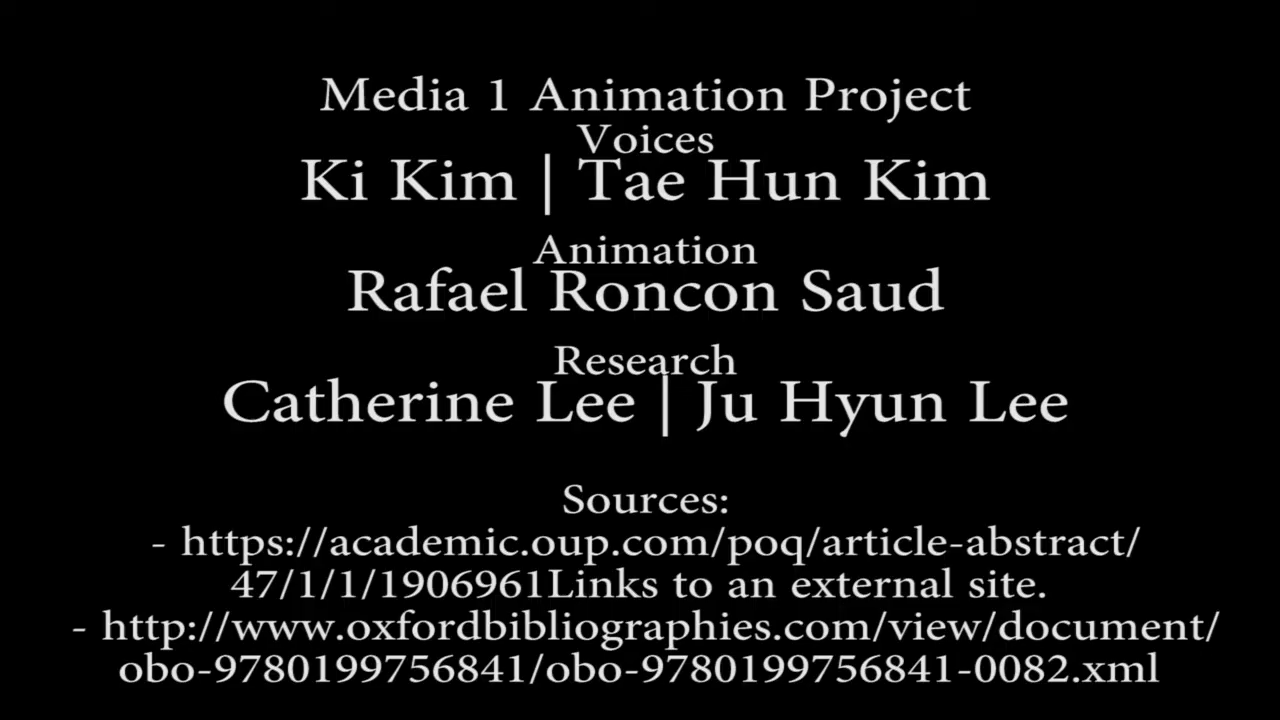 Media 1 Animation Project
Voices
Ki Kim | Tae Hun Kim
Animation
Rafael Roncon Saud
Research
Catherine Lee | Ju Hyun Lee
Sources:
- https://academic.oup.com/poq/article-abstract/
47/1/1/1906961Links to an external site.
- http://www.oxfordbibliographies.com/view/document/
obo-9780199756841/obo-9780199756841-0082.xml